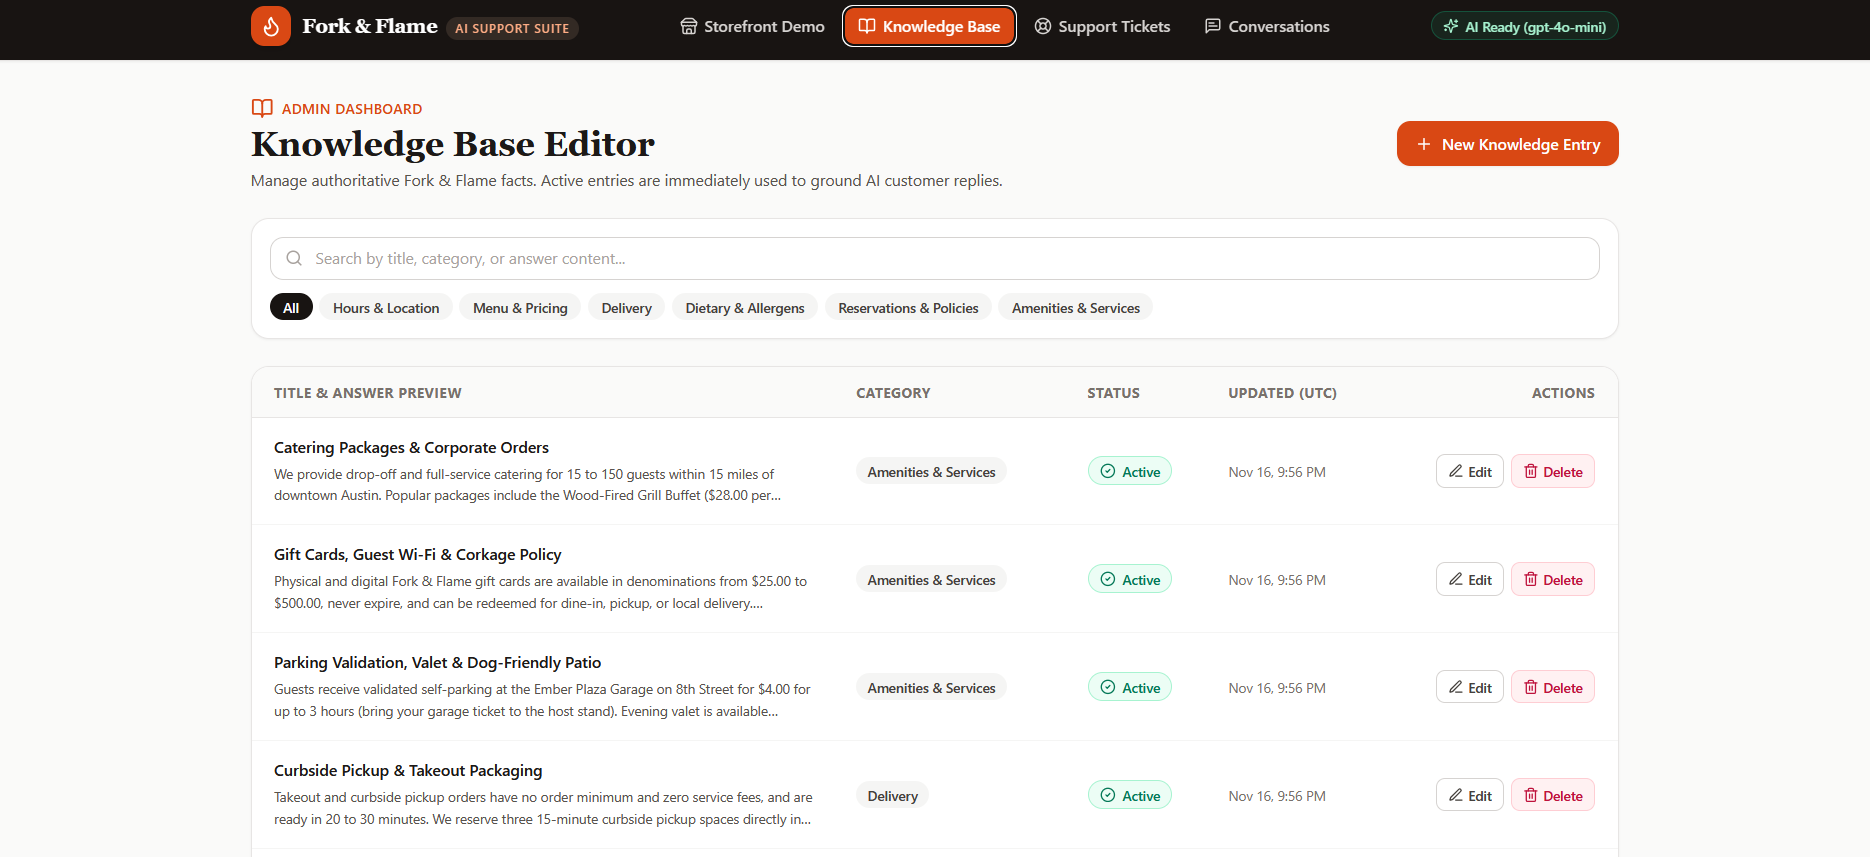 Fork & Flame AI SUPPORT SUITE
Storefront Demo
Knowledge Base
Support Tickets
Conversations
AI Ready (gpt-4o-mini)
ADMIN DASHBOARD
Knowledge Base Editor
Manage authoritative Fork & Flame facts. Active entries are immediately used to ground AI customer replies.
New Knowledge Entry
Search by title, category, or answer content...
All Hours & Location Menu & Pricing Delivery Dietary & Allergens Reservations & Policies Amenities & Services
TITLE & ANSWER PREVIEW CATEGORY STATUS UPDATED (UTC) ACTIONS
Catering Packages & Corporate Orders
We provide drop-off and full-service catering for 15 to 150 guests within 15 miles of
downtown Austin. Popular packages include the Wood-Fired Grill Buffet ($28.00 per...
Amenities & Services Active Nov 16, 9:56 PM Edit Delete
Gift Cards, Guest Wi-Fi & Corkage Policy
Physical and digital Fork & Flame gift cards are available in denominations from $25.00 to
$500.00, never expire, and can be redeemed for dine-in, pickup, or local delivery....
Amenities & Services Active Nov 16, 9:56 PM Edit Delete
Parking Validation, Valet & Dog-Friendly Patio
Guests receive validated self-parking at the Ember Plaza Garage on 8th Street for $4.00 for
up to 3 hours (bring your garage ticket to the host stand). Evening valet is available...
Amenities & Services Active Nov 16, 9:56 PM Edit Delete
Curbside Pickup & Takeout Packaging
Takeout and curbside pickup orders have no order minimum and zero service fees, and are
ready in 20 to 30 minutes. We reserve three 15-minute curbside pickup spaces directly in...
Delivery Active Nov 16, 9:56 PM Edit Delete